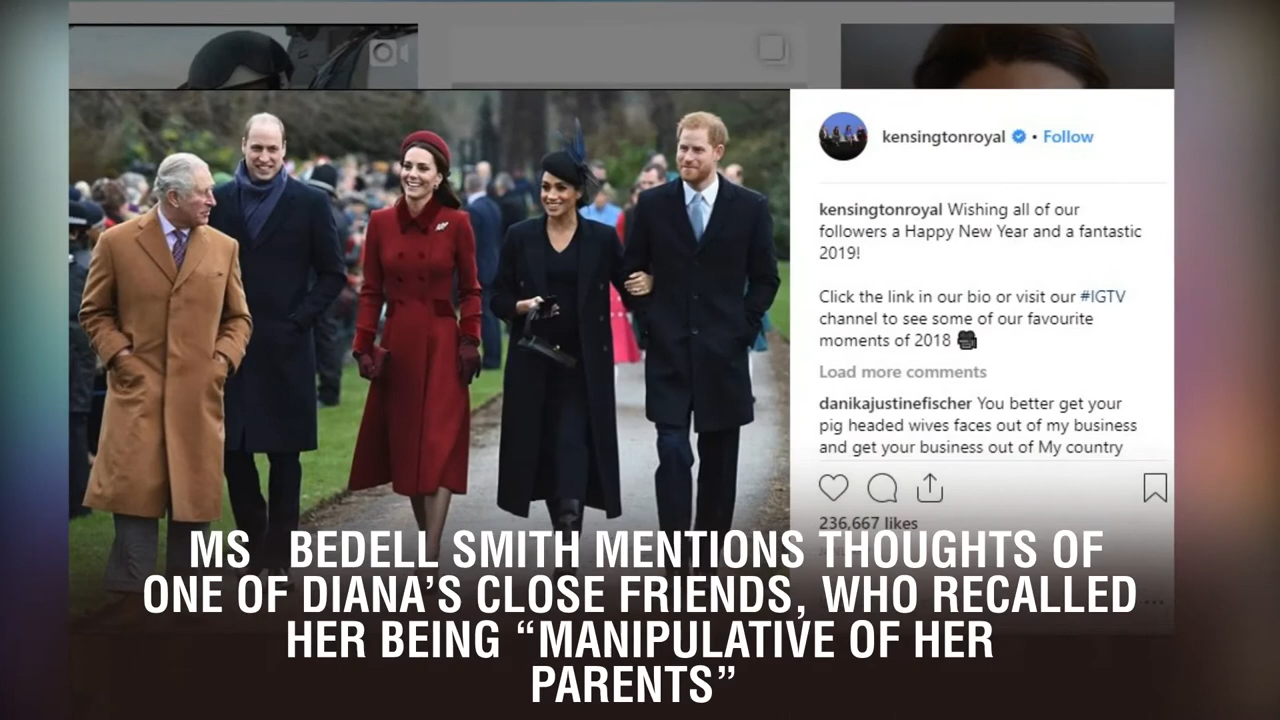 kensingtonroyal • Follow
kensingtonroyal Wishing all of our
followers a Happy New Year and a fantastic
2019!
Click the link in our bio or visit our #IGTV
channel to see some of our favourite
moments of 2018
Load more comments
danikajustinefischer You better get your
pig headed wives faces out of my business
and get your business out of My country
236,667 likes
MS BEDELL SMITH MENTIONS THOUGHTS OF
ONE OF DIANA’S CLOSE FRIENDS, WHO RECALLED
HER BEING “MANIPULATIVE OF HER
PARENTS”